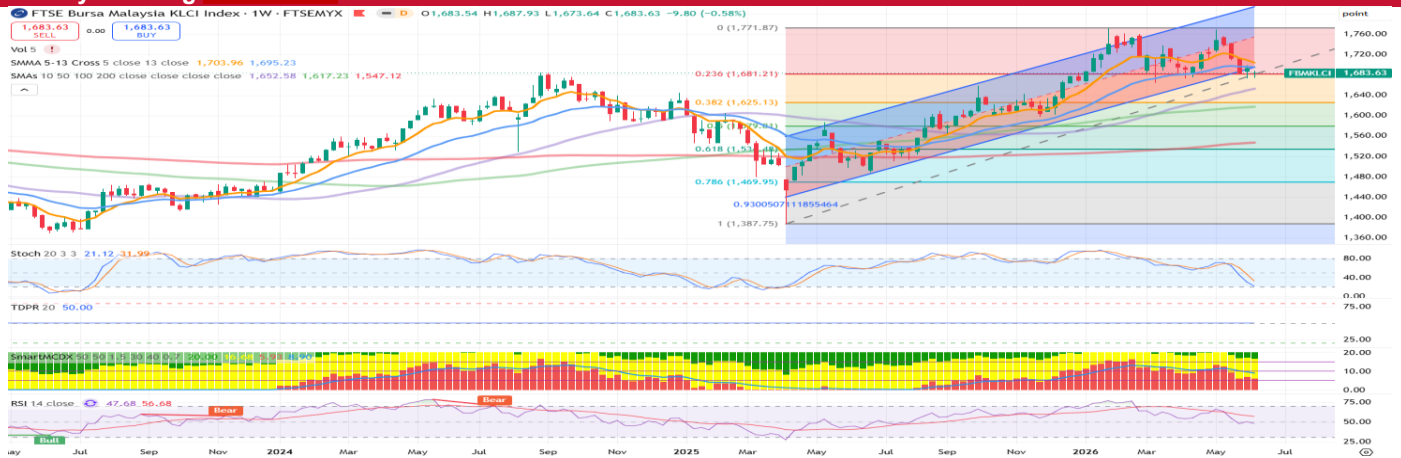 FTSE Bursa Malaysia KLCI Index · 1W · FTSEMYX D O1,683.54 H1,687.93 L1,673.64 C1,683.63 −9.80 (−0.58%)
1,683.63 SELL 0.00 1,683.63 BUY
Vol 5
SMMA 5-13 Cross 5 close 13 close 1,703.96 1,695.23
SMAs 10 50 100 200 close close close close 1,652.58 1,617.23 1,547.12
point
0 (1,771.87)
0.236 (1,681.21)
0.382 (1,625.13)
0.618
0.786 (1,469.95)
0.9300507111855464
1 (1,387.75)
1,760.00
1,720.00
FBMKLCI 1,683.63
1,640.00
1,600.00
1,560.00
1,520.00
1,480.00
1,440.00
1,400.00
1,360.00
Stoch 20 3 3 21.12 31.99
80.00
40.00
0.00
TDPR 20 50.00
75.00
25.00
SmartMCDX 50 50 1.5 30 40 0.7 20.00
20.00
10.00
0.00
RSI 14 close 47.68 56.68
Bear
Bear
Bull
75.00
50.00
25.00
Jul Sep Nov 2024 Mar May Jul Sep Nov 2025 Mar May Jul Sep Nov 2026 Mar May Jul